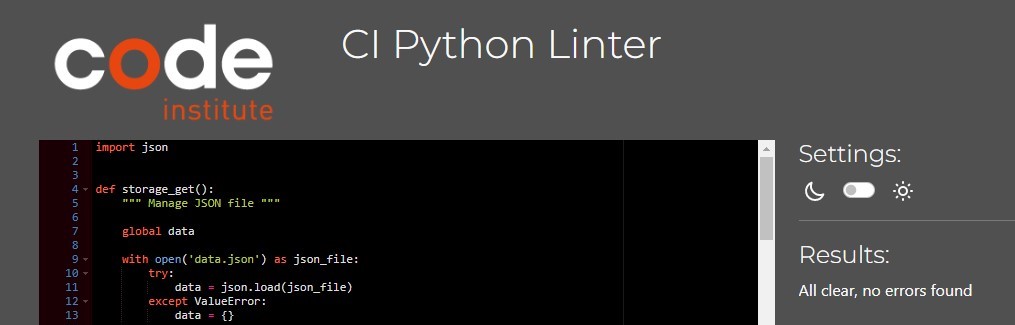 code
institute
CI Python Linter
1 import json
2
3
4 def storage_get():
5     """ Manage JSON file """
6
7     global data
8
9     with open('data.json') as json_file:
10         try:
11             data = json.load(json_file)
12         except ValueError:
13             data = {}
Settings:
Results:
All clear, no errors found